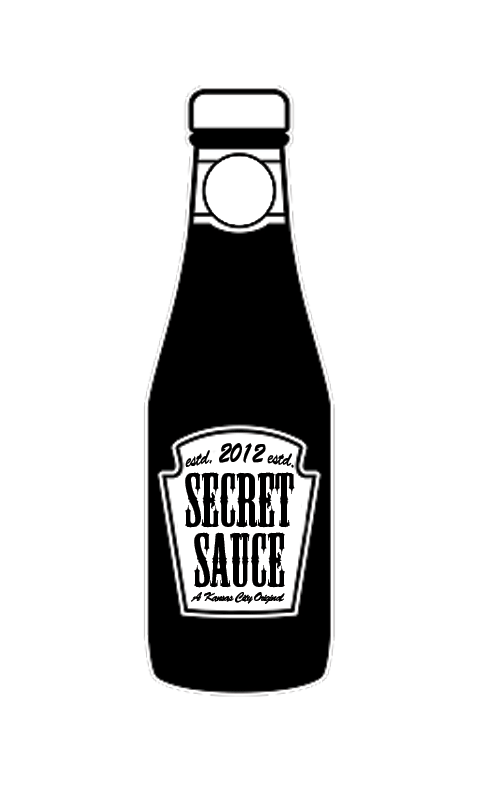 estd. 2012 estd.
SECRET
SAUCE
A Kansas City Original